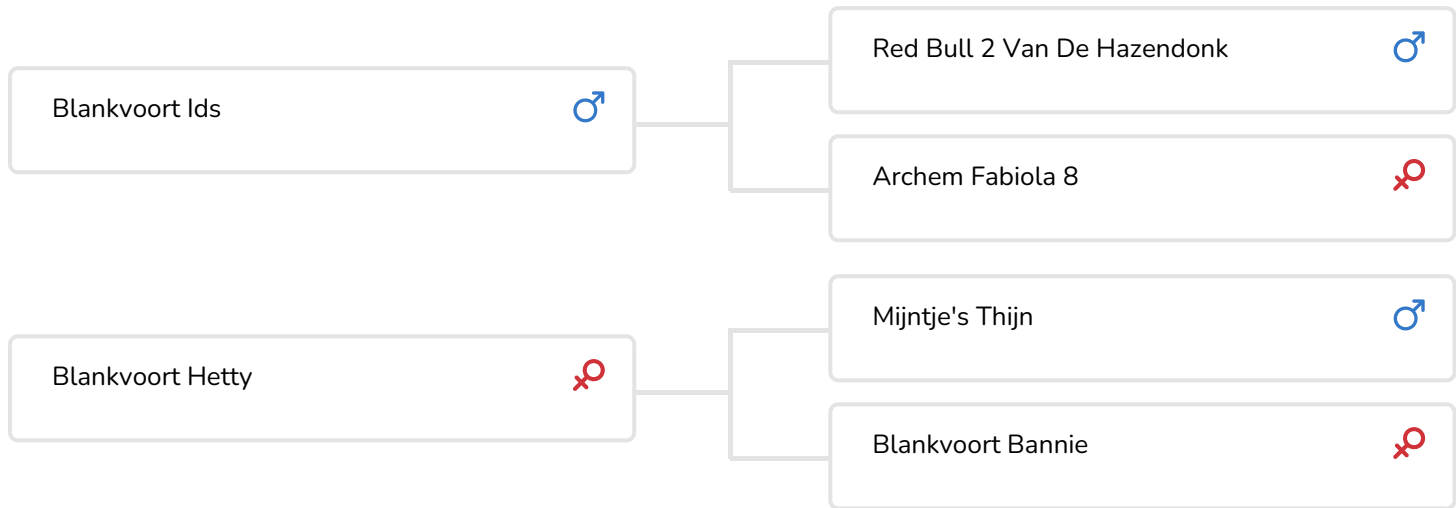 Red Bull 2 Van De Hazendonk
Blankvoort Ids
Archem Fabiola 8
Mijntje's Thijn
Blankvoort Hetty
Blankvoort Bannie